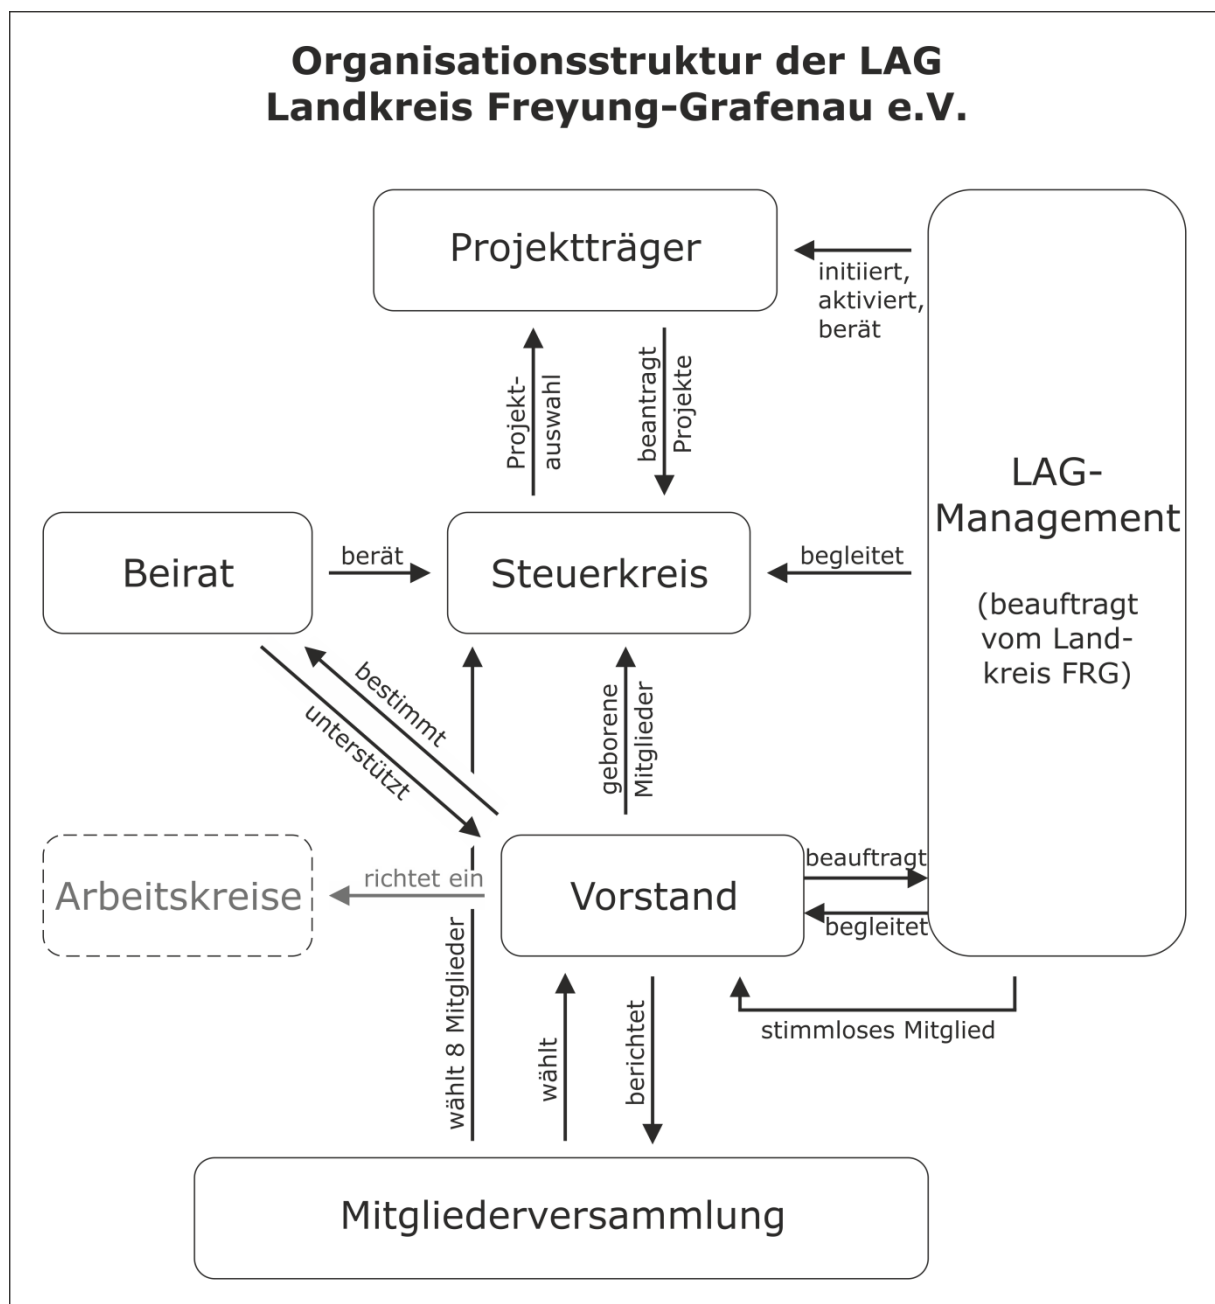 Organisationsstruktur der LAG
Landkreis Freyung-Grafenau e.V.
Projektträger
initiiert,
aktiviert,
berät
Projekt-
auswahl
beantragt
Projekte
LAG-
Management
(beauftragt
vom Land-
kreis FRG)
Beirat
berät
Steuerkreis
begleitet
bestimmt
unterstützt
geborene
Mitglieder
Arbeitskreise
richtet ein
Vorstand
beauftragt
begleitet
wählt 8 Mitglieder
wählt
berichtet
stimmloses Mitglied
Mitgliederversammlung